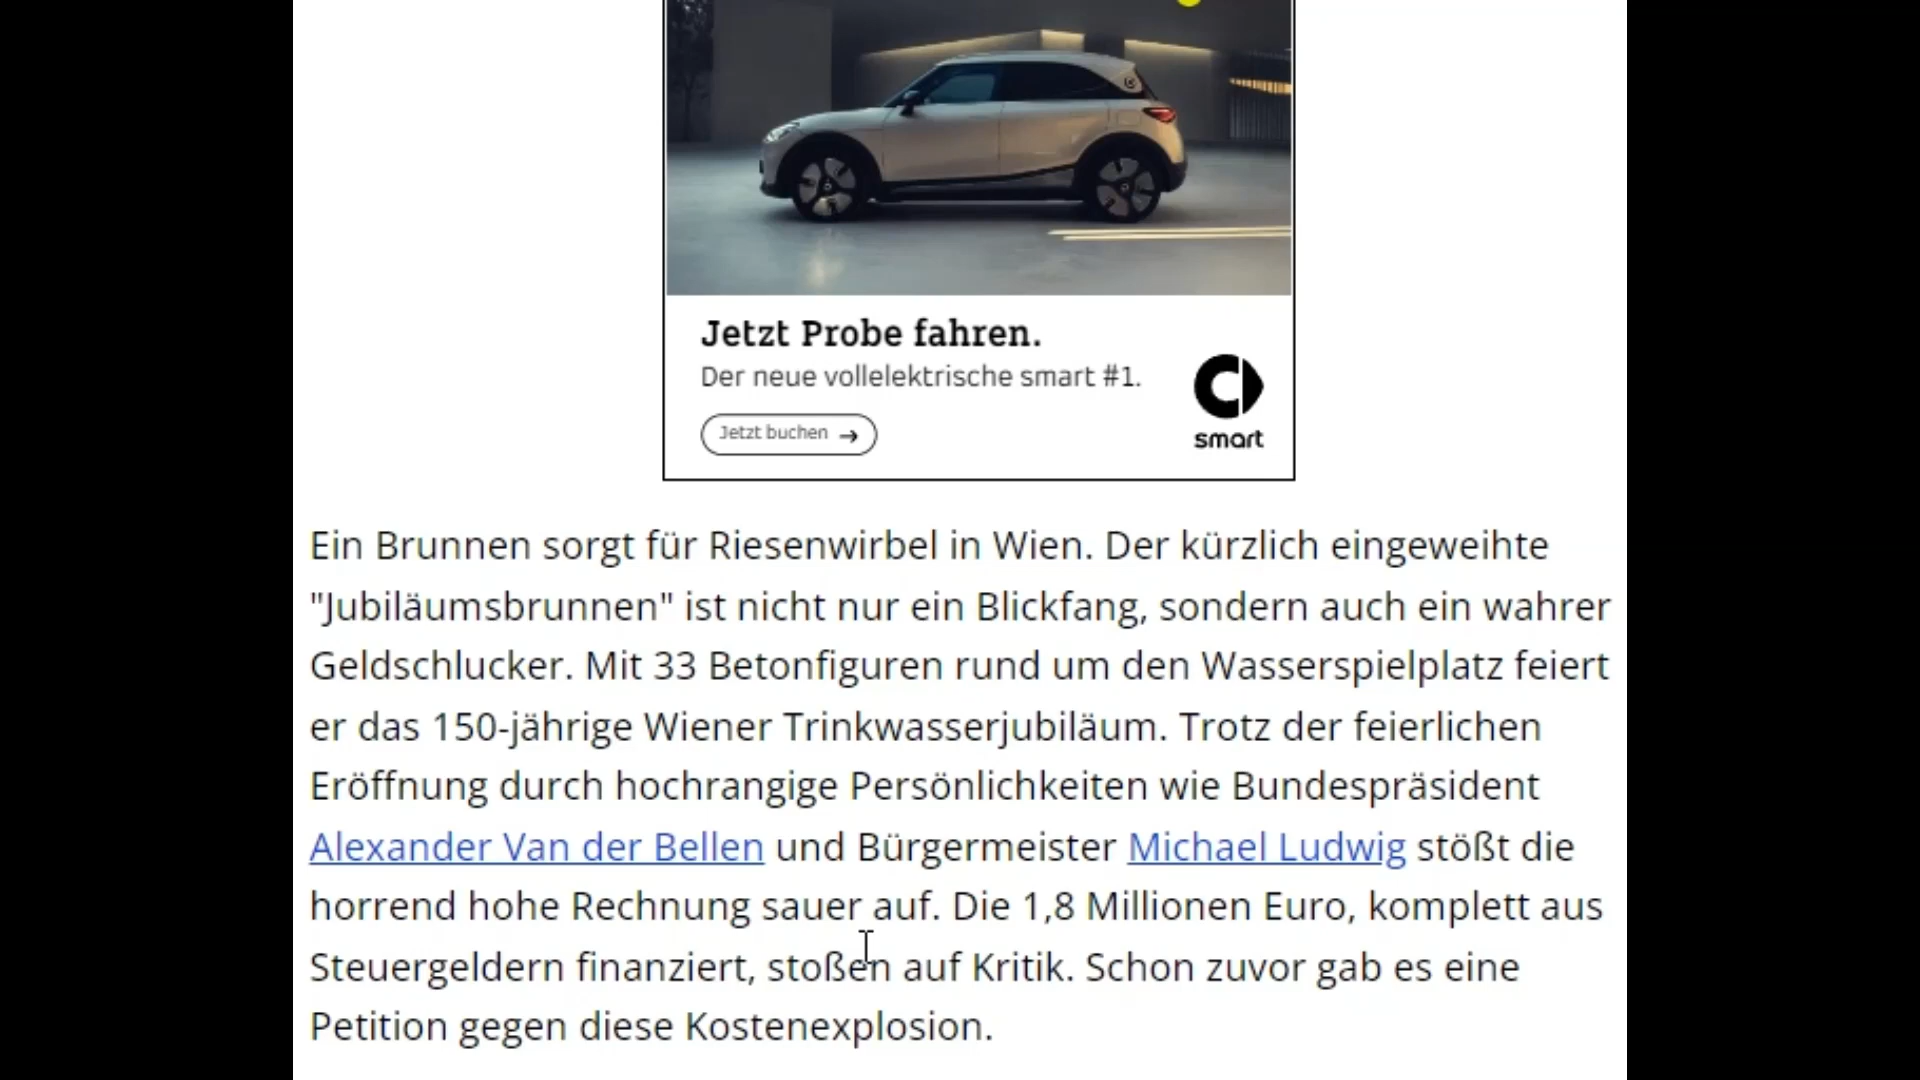 Jetzt Probe fahren.
Der neue vollelektrische smart #1.
Jetzt buchen →
smart
Ein Brunnen sorgt für Riesenwirbel in Wien. Der kürzlich eingeweihte
"Jubiläumsbrunnen" ist nicht nur ein Blickfang, sondern auch ein wahrer
Geldschlucker. Mit 33 Betonfiguren rund um den Wasserspielplatz feiert
er das 150-jährige Wiener Trinkwasserjubiläum. Trotz der feierlichen
Eröffnung durch hochrangige Persönlichkeiten wie Bundespräsident
Alexander Van der Bellen und Bürgermeister Michael Ludwig stößt die
horrend hohe Rechnung sauer auf. Die 1,8 Millionen Euro, komplett aus
Steuergeldern finanziert, stoßen auf Kritik. Schon zuvor gab es eine
Petition gegen diese Kostenexplosion.